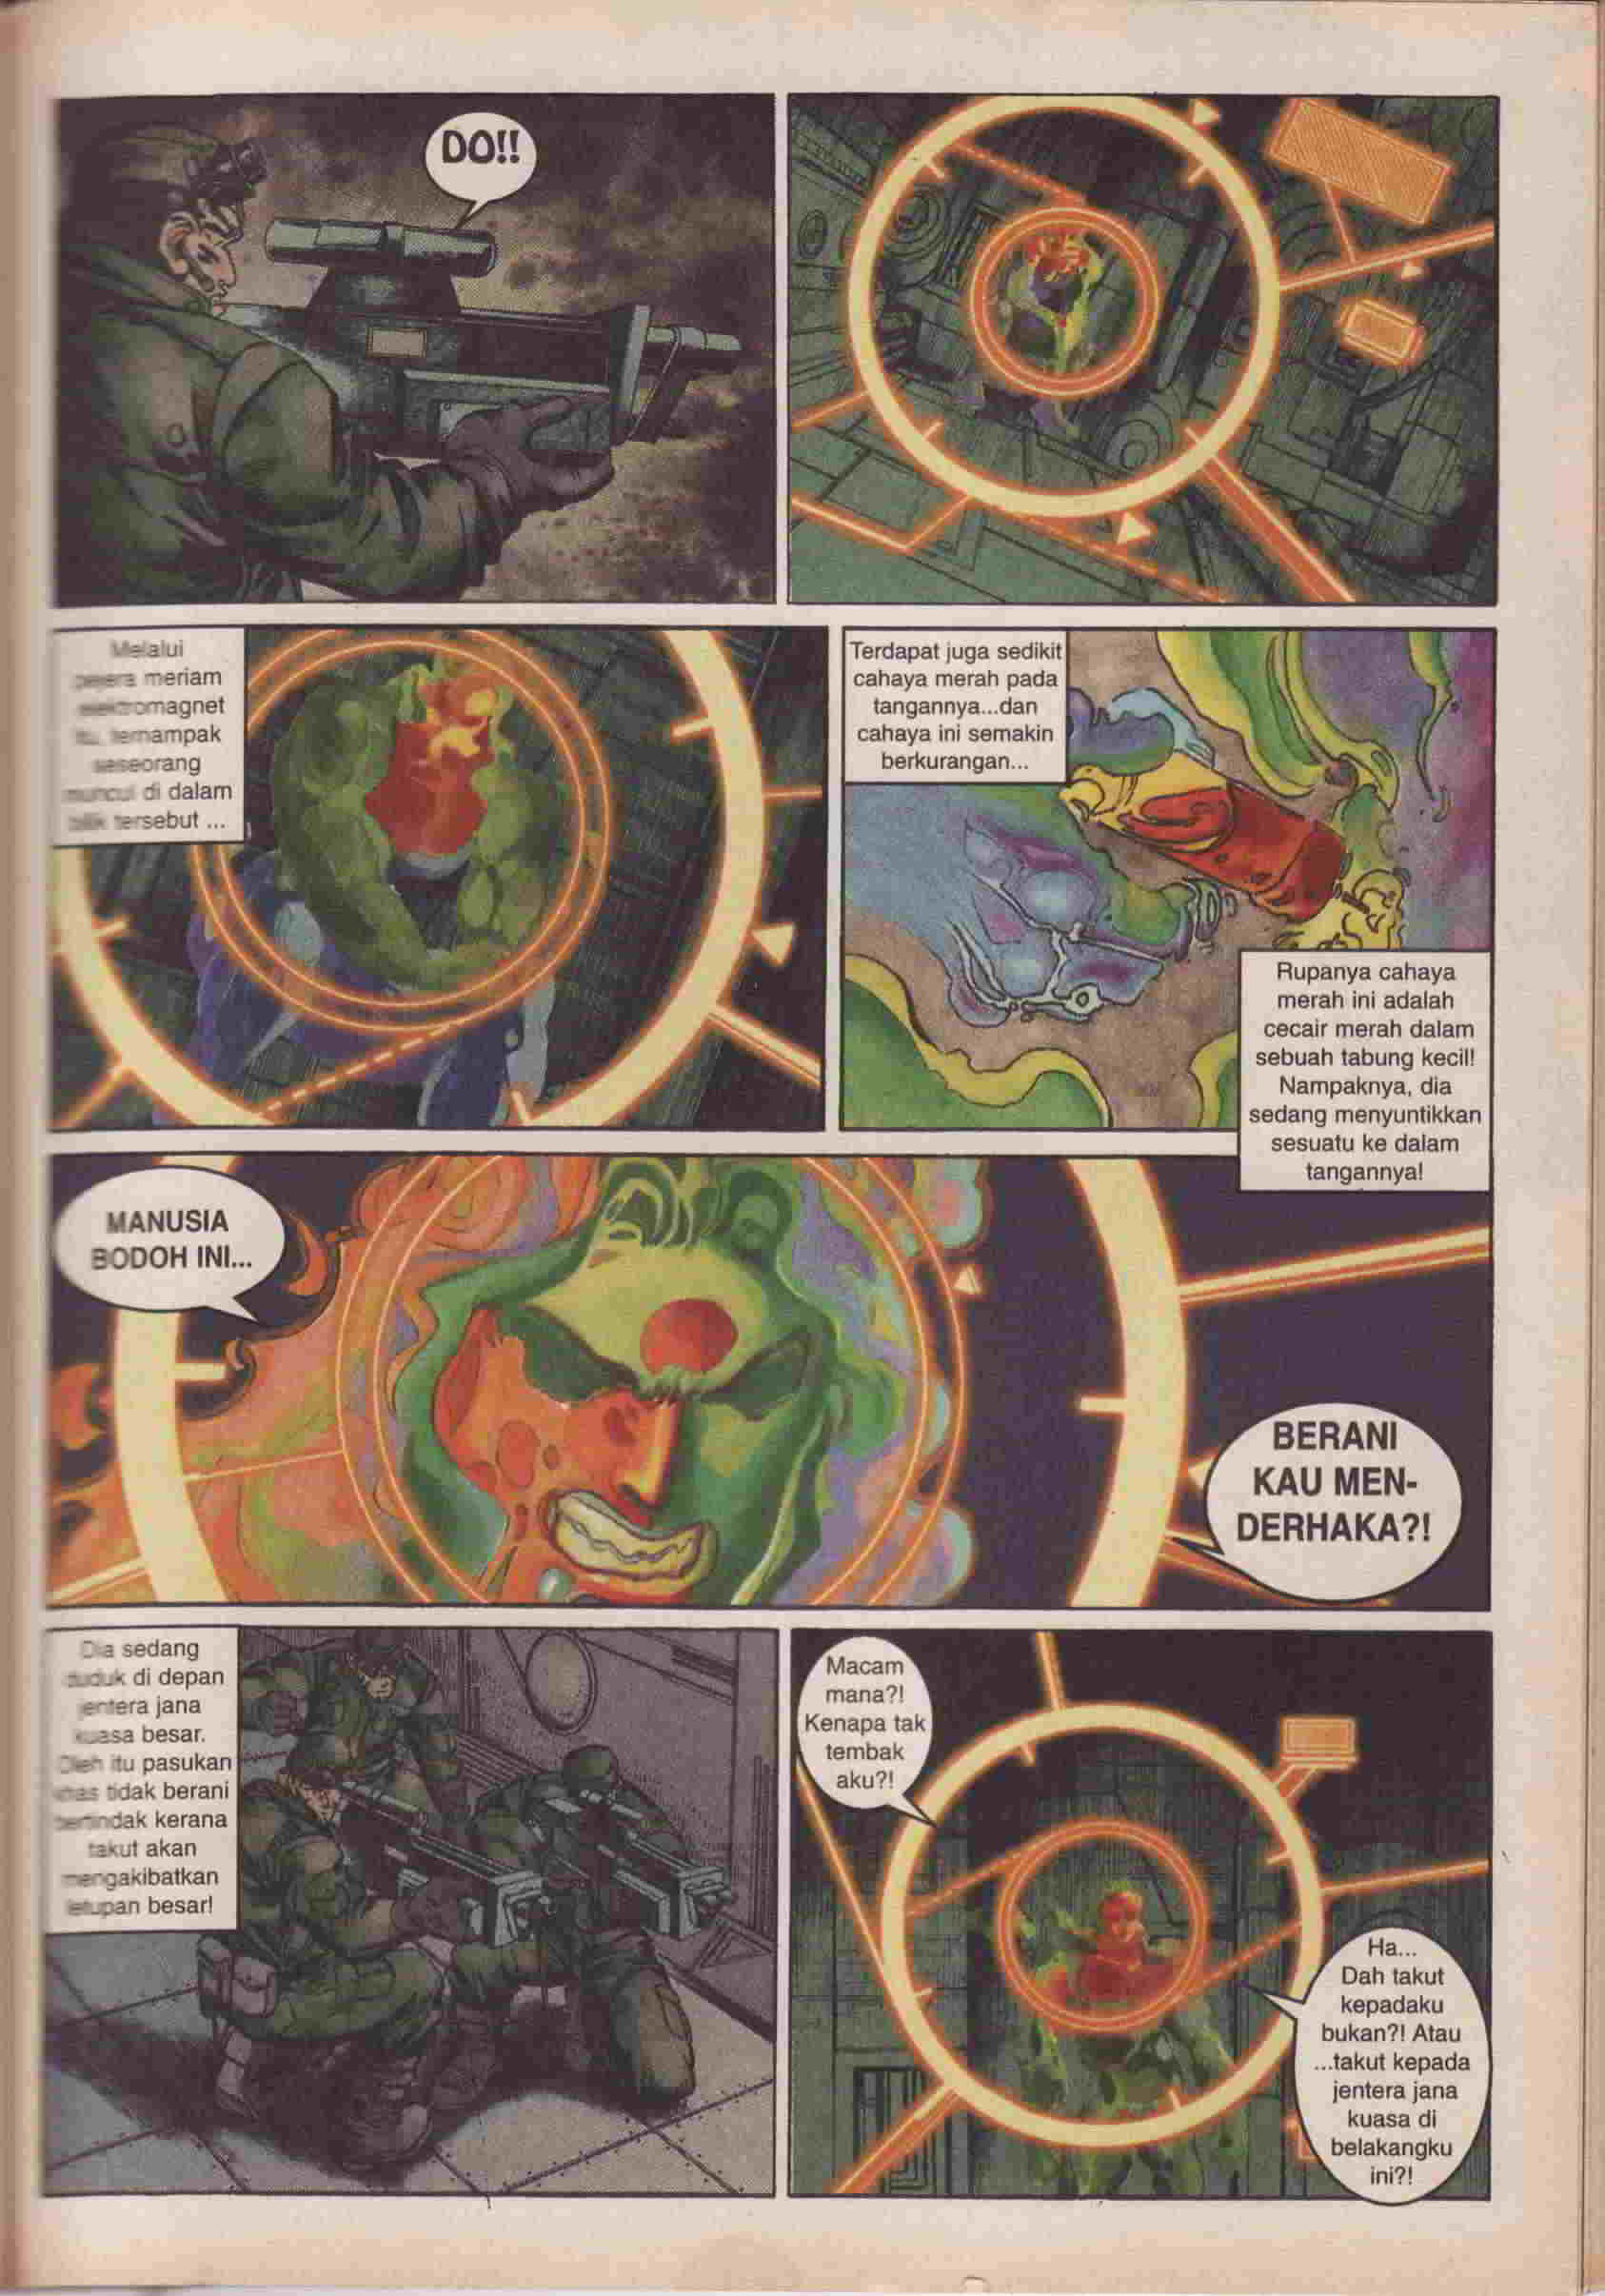 DO!!
Melalui
meriam
elektromagnet
itu, ternampak
seseorang
muncul di dalam
bilik tersebut ...
Terdapat juga sedikit
cahaya merah pada
tangannya...dan
cahaya ini semakin
berkurangan...
Rupanya cahaya
merah ini adalah
cecair merah dalam
sebuah tabung kecil!
Nampaknya, dia
sedang menyuntikkan
sesuatu ke dalam
tangannya!
MANUSIA
BODOH INI...
BERANI
KAU MEN-
DERHAKA?!
Dia sedang
duduk di depan
jentera jana
kuasa besar.
Oleh itu pasukan
khas tidak berani
bertindak kerana
takut akan
mengakibatkan
letupan besar!
Macam
mana?!
Kenapa tak
tembak
aku?!
Ha...
Dah takut
kepadaku
bukan?! Atau
...takut kepada
jentera jana
kuasa di
belakangku
ini?!